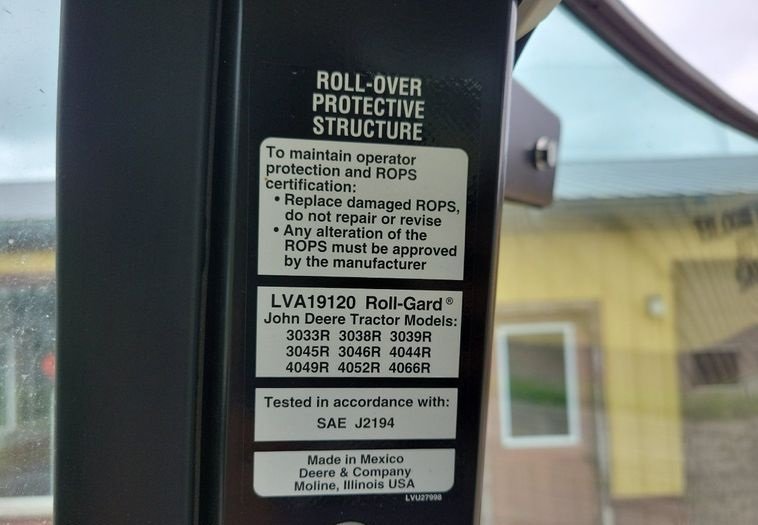 ROLL-OVER
PROTECTIVE
STRUCTURE
To maintain operator
protection and ROPS
certification:
• Replace damaged ROPS,
do not repair or revise
• Any alteration of the
ROPS must be approved
by the manufacturer
LVA19120 Roll-Gard®
John Deere Tractor Models:
3033R 3038R 3039R
3045R 3046R 4044R
4049R 4052R 4066R
Tested in accordance with:
SAE J2194
Made in Mexico
Deere & Company
Moline, Illinois USA
LVU27998